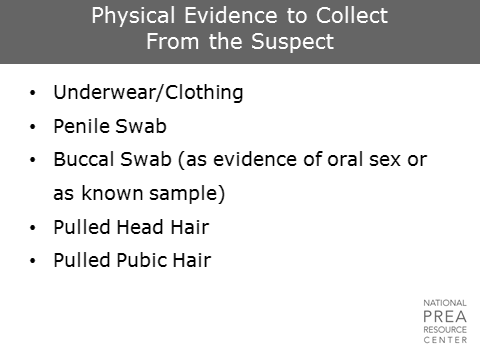 Physical Evidence to Collect
From the Suspect
• Underwear/Clothing
• Penile Swab
• Buccal Swab (as evidence of oral sex or
as known sample)
• Pulled Head Hair
• Pulled Pubic Hair
NATIONAL
PREA
RESOURCE
CENTER